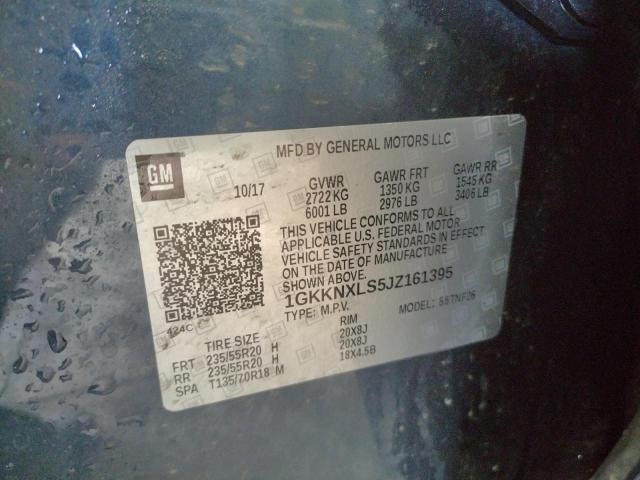 MFD BY GENERAL MOTORS LLC
GM
10/17
GVWR GAWR FRT GAWR RR
2722 KG 1350 KG 1545 KG
6001 LB 2976 LB 3406 LB
THIS VEHICLE CONFORMS TO ALL
APPLICABLE U.S. FEDERAL MOTOR
VEHICLE SAFETY STANDARDS IN EFFECT
ON THE DATE OF MANUFACTURE
SHOWN ABOVE.
1GKKNXLS5JZ161395
TYPE: M.P.V. MODEL:
424C
TIRE SIZE RIM
FRT 235/55R20 H 20X8J
RR 235/55R20 H 20X8J
SPA T135/70R18 M 18X4.5B